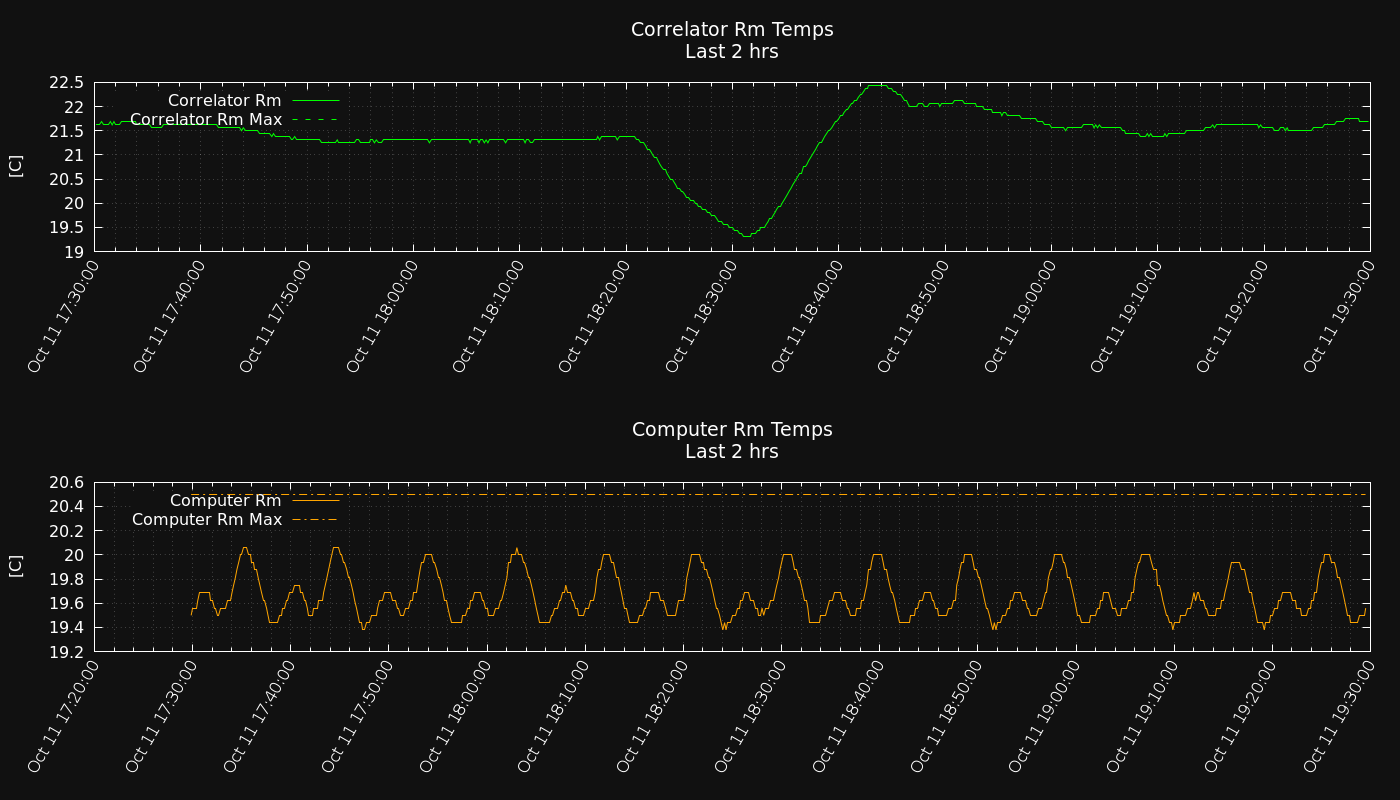 Correlator Rm Temps
Last 2 hrs
22.5
22
21.5
21
20.5
20
19.5
19
[C]
Correlator Rm
Correlator Rm Max
Oct 11 17:30:00
Oct 11 17:40:00
Oct 11 17:50:00
Oct 11 18:00:00
Oct 11 18:10:00
Oct 11 18:20:00
Oct 11 18:30:00
Oct 11 18:40:00
Oct 11 18:50:00
Oct 11 19:00:00
Oct 11 19:10:00
Oct 11 19:20:00
Oct 11 19:30:00
Computer Rm Temps
Last 2 hrs
20.6
20.4
20.2
20
19.8
19.6
19.4
19.2
[C]
Computer Rm
Computer Rm Max
Oct 11 17:20:00
Oct 11 17:30:00
Oct 11 17:40:00
Oct 11 17:50:00
Oct 11 18:00:00
Oct 11 18:10:00
Oct 11 18:20:00
Oct 11 18:30:00
Oct 11 18:40:00
Oct 11 18:50:00
Oct 11 19:00:00
Oct 11 19:10:00
Oct 11 19:20:00
Oct 11 19:30:00